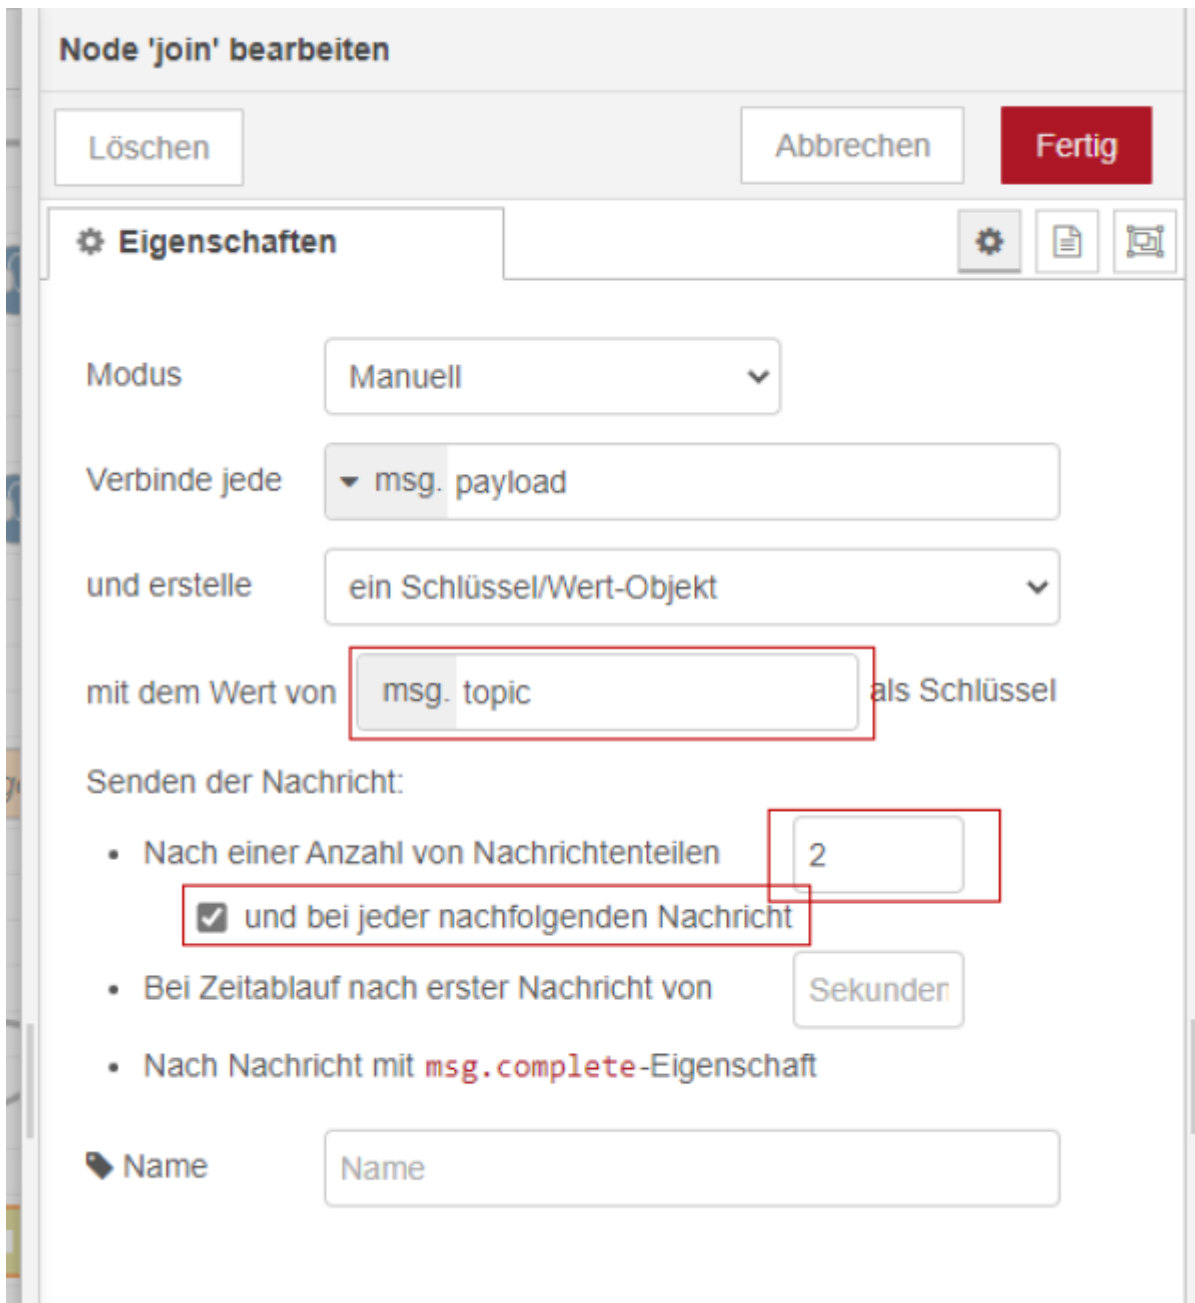 Node 'join' bearbeiten
Löschen
Abbrechen
Fertig
Eigenschaften
Modus
Manuell
Verbinde jede
msg. payload
und erstelle
ein Schlüssel/Wert-Objekt
mit dem Wert von
msg. topic
als Schlüssel
Senden der Nachricht:
Nach einer Anzahl von Nachrichtenteilen
2
und bei jeder nachfolgenden Nachricht
Bei Zeitablauf nach erster Nachricht von
Sekunden
Nach Nachricht mit msg.complete-Eigenschaft
Name
Name